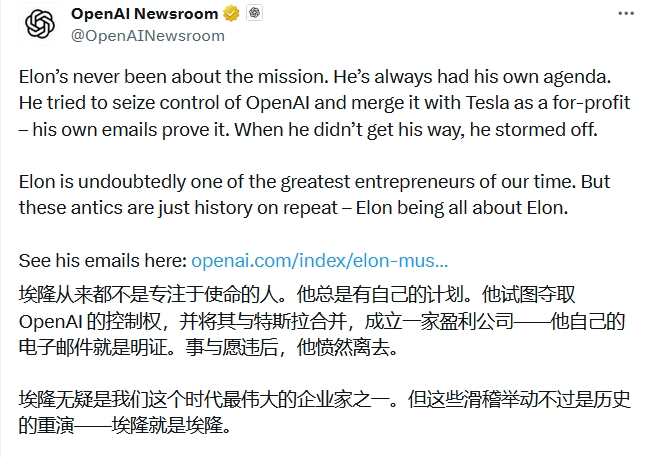 OpenAI Newsroom
@OpenAINewsroom
Elon’s never been about the mission. He’s always had his own agenda.
He tried to seize control of OpenAI and merge it with Tesla as a for-profit
– his own emails prove it. When he didn’t get his way, he stormed off.
Elon is undoubtedly one of the greatest entrepreneurs of our time. But
these antics are just history on repeat – Elon being all about Elon.
See his emails here: openai.com/index/elon-mus...
埃隆从来都不是专注于使命的人。他总是有自己的计划。他试图夺取
OpenAI 的控制权，并将其与特斯拉合并，成立一家盈利公司——他自己的
电子邮件就是明证。事与愿违后，他愤然离去。
埃隆无疑是我们这个时代最伟大的企业家之一。但这些滑稽举动不过是历史
的重演——埃隆就是埃隆。